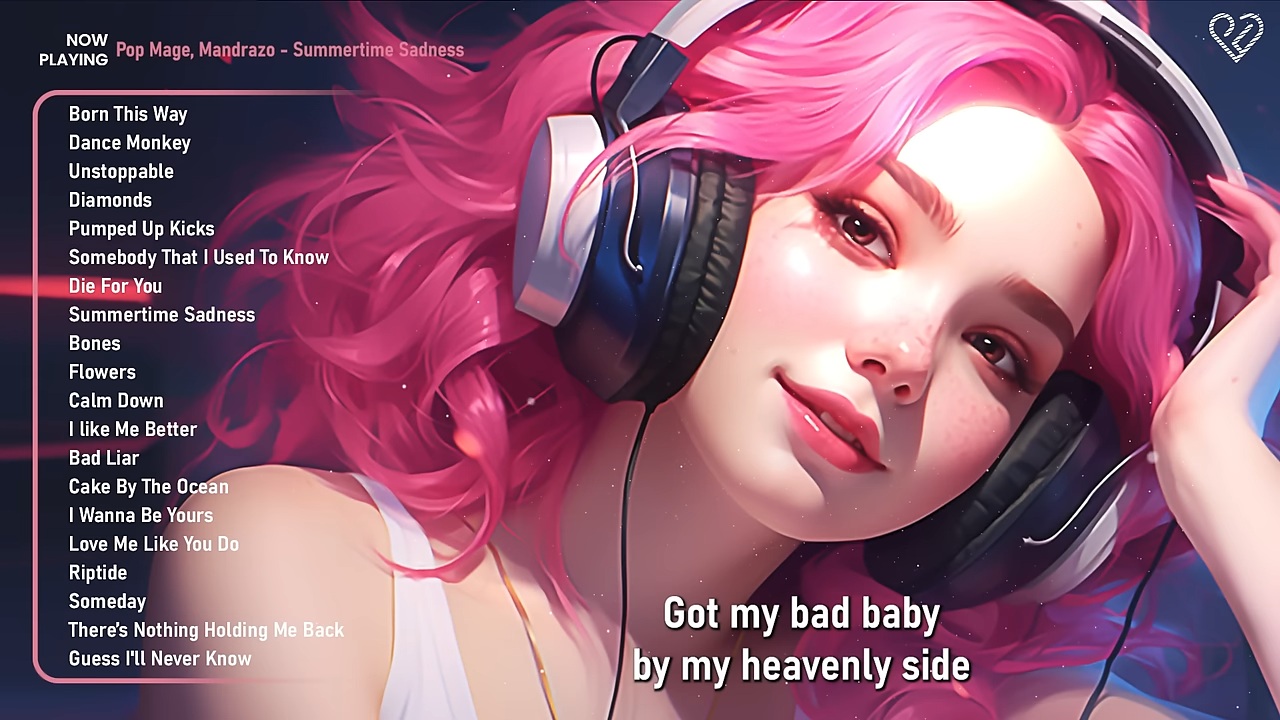 NOW
PLAYING
Pop Mage, Mandrazo - Summertime Sadness
Born This Way
Dance Monkey
Unstoppable
Diamonds
Pumped Up Kicks
Somebody That I Used To Know
Die For You
Summertime Sadness
Bones
Flowers
Calm Down
I like Me Better
Bad Liar
Cake By The Ocean
I Wanna Be Yours
Love Me Like You Do
Riptide
Someday
There's Nothing Holding Me Back
Guess I'll Never Know
Got my bad baby
by my heavenly side